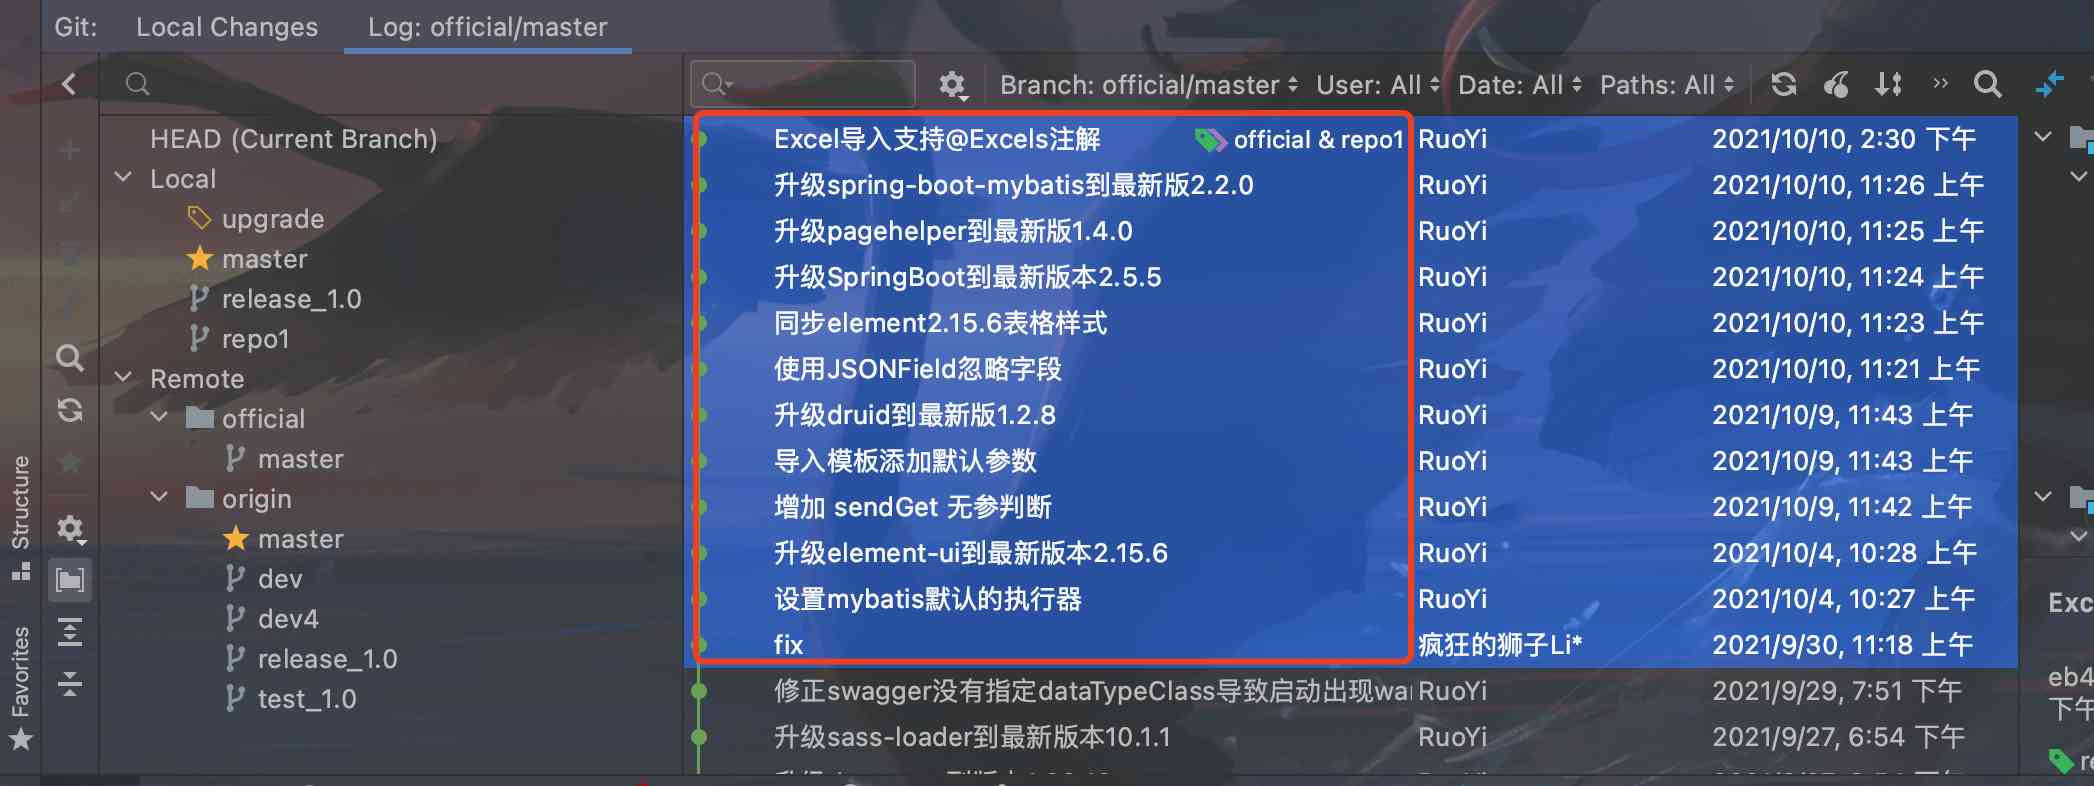 Git: Local Changes Log: official/master
Branch: official/master User: All Date: All Paths: All
HEAD (Current Branch)
Local
upgrade
master
release_1.0
repo1
Remote
official
master
origin
master
dev
dev4
release_1.0
test_1.0
Structure
Favorites
Excel导入支持@Excels注解 official & repo1 RuoYi 2021/10/10, 2:30 下午
升级spring-boot-mybatis到最新版2.2.0 RuoYi 2021/10/10, 11:26 上午
升级pagehelper到最新版1.4.0 RuoYi 2021/10/10, 11:25 上午
升级SpringBoot到最新版本2.5.5 RuoYi 2021/10/10, 11:24 上午
同步element2.15.6表格样式 RuoYi 2021/10/10, 11:23 上午
使用JSONField忽略字段 RuoYi 2021/10/10, 11:21 上午
升级druid到最新版1.2.8 RuoYi 2021/10/9, 11:43 上午
导入模板添加默认参数 RuoYi 2021/10/9, 11:43 上午
增加 sendGet 无参判断 RuoYi 2021/10/9, 11:42 上午
升级element-ui到最新版本2.15.6 RuoYi 2021/10/4, 10:28 上午
设置mybatis默认的执行器 RuoYi 2021/10/4, 10:27 上午
fix 疯狂的狮子Li* 2021/9/30, 11:18 上午
修正swagger没有指定dataTypeClass导致启动出现wa RuoYi 2021/9/29, 7:51 下午
升级sass-loader到最新版本10.1.1 RuoYi 2021/9/27, 6:54 下午
Exc
eb4
下午
re